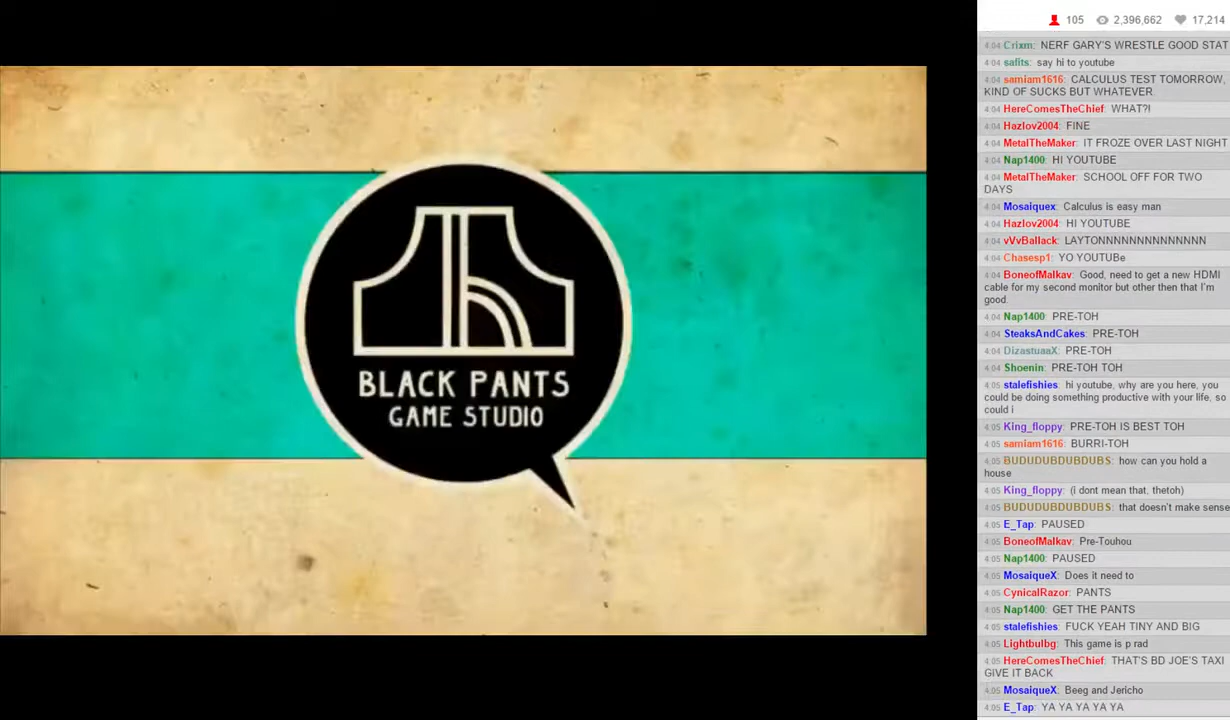 BLACK PANTS
GAME STUDIO
105 2,396,662 17,214
4:04 Crixm: NERF GARY'S WRESTLE GOOD STAT
4:04 safits: say hi to youtube
4:04 samiam1616: CALCULUS TEST TOMORROW,
KIND OF SUCKS BUT WHATEVER
4:04 HereComesTheChief: WHAT?!
4:04 Hazlov2004: FINE
4:04 MetalTheMaker: IT FROZE OVER LAST NIGHT
4:04 Nap1400: HI YOUTUBE
4:04 MetalTheMaker: SCHOOL OFF FOR TWO
DAYS
4:04 Mosaiquex: Calculus is easy man
4:04 Hazlov2004: HI YOUTUBE
4:04 vVvBallack: LAYTONNNNNNNNNNNNN
4:04 Chasesp1: YO YOUTUBe
4:04 BoneofMalkav: Good, need to get a new HDMI
cable for my second monitor but other then that I'm
good.
4:04 Nap1400: PRE-TOH
4:04 SteaksAndCakes: PRE-TOH
4:04 DizastuaaX: PRE-TOH
4:04 Shoenin: PRE-TOH TOH
4:05 stalefishies: hi youtube, why are you here, you
could be doing something productive with your life, so
could i
4:05 King_floppy: PRE-TOH IS BEST TOH
4:05 samiam1616: BURRI-TOH
4:05 BUDUDUBDUBDUBS: how can you hold a
house
4:05 King_floppy: (i dont mean that, thetoh)
4:05 BUDUDUBDUBDUBS: that doesn't make sense
4:05 E_Tap: PAUSED
4:05 BoneofMalkav: Pre-Touhou
4:05 Nap1400: PAUSED
4:05 MosaiqueX: Does it need to
4:05 CynicalRazor: PANTS
4:05 Nap1400: GET THE PANTS
4:05 stalefishies: FUCK YEAH TINY AND BIG
4:05 Lightbulbg: This game is p rad
4:05 HereComesTheChief: THAT'S BD JOE'S TAXI
GIVE IT BACK
4:05 MosaiqueX: Beeg and Jericho
4:05 E_Tap: YA YA YA YA YA